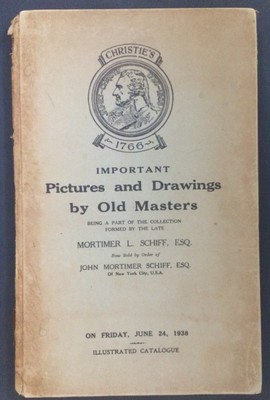 CHRISTIE'S
1766
IMPORTANT
Pictures and Drawings
by Old Masters
BEING A PART OF THE COLLECTION
FORMED BY THE LATE
MORTIMER L. SCHIFF, ESQ.
Now Sold by Order of
JOHN MORTIMER SCHIFF, ESQ.
Of New York City, U.S.A.
ON FRIDAY, JUNE 24, 1938
ILLUSTRATED CATALOGUE